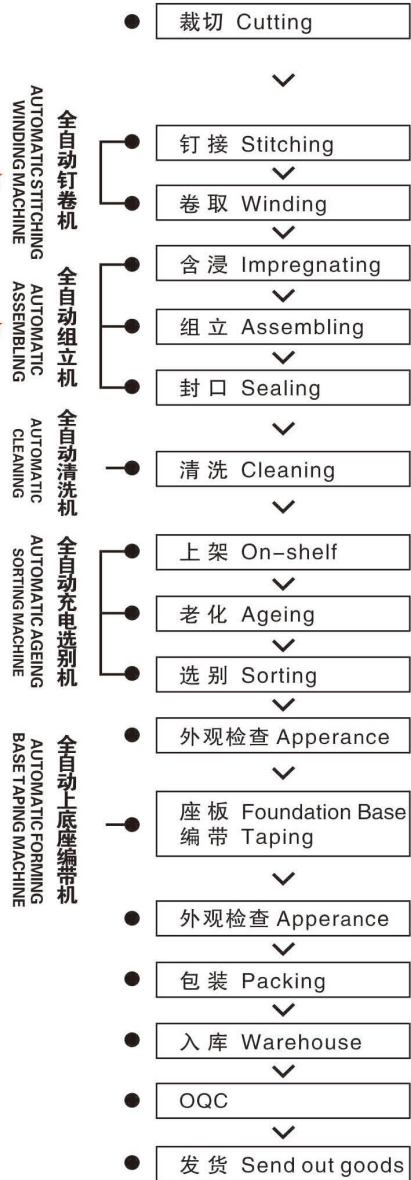 裁切 Cutting
全自动钉卷机
AUTOMATIC STITCHING
WINDING MACHINE
钉接 Stitching
卷取 Winding
全自动组立机
AUTOMATIC
ASSEMBLING
含浸 Impregnating
组立 Assembling
封口 Sealing
全自动清洗机
AUTOMATIC
CLEANING
清洗 Cleaning
全自动充电选别机
AUTOMATIC AGEING
SORTING MACHINE
上架 On-shelf
老化 Ageing
选别 Sorting
外观检查 Apperance
全自动上底座编带机
AUTOMATIC FORMING
BASE TAPING MACHINE
座板 Foundation Base
编带 Taping
外观检查 Apperance
包装 Packing
入库 Warehouse
OQC
发货 Send out goods